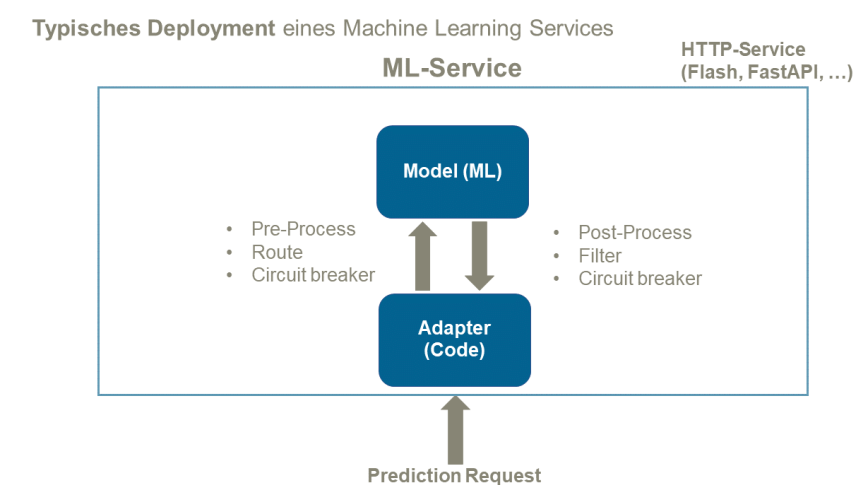 Typisches Deployment eines Machine Learning Services
HTTP-Service
(Flash, FastAPI, ...)
ML-Service
Model (ML)
• Pre-Process
• Route
• Circuit breaker
• Post-Process
• Filter
• Circuit breaker
Adapter
(Code)
Prediction Request